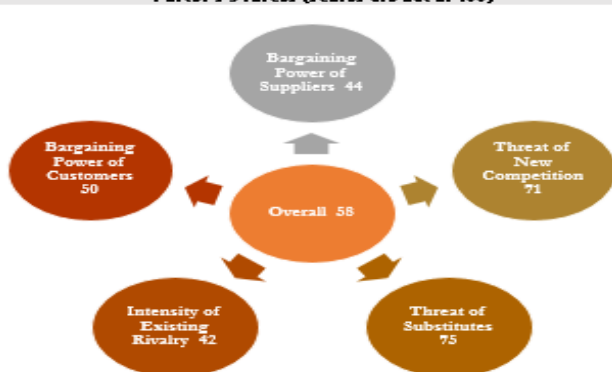 Bargaining
Power of
Suppliers 44
Bargaining
Power of
Customers
50
Threat of
New
Competition
71
Overall 58
Intensity of
Existing
Rivalry 42
Threat of
Substitutes
75